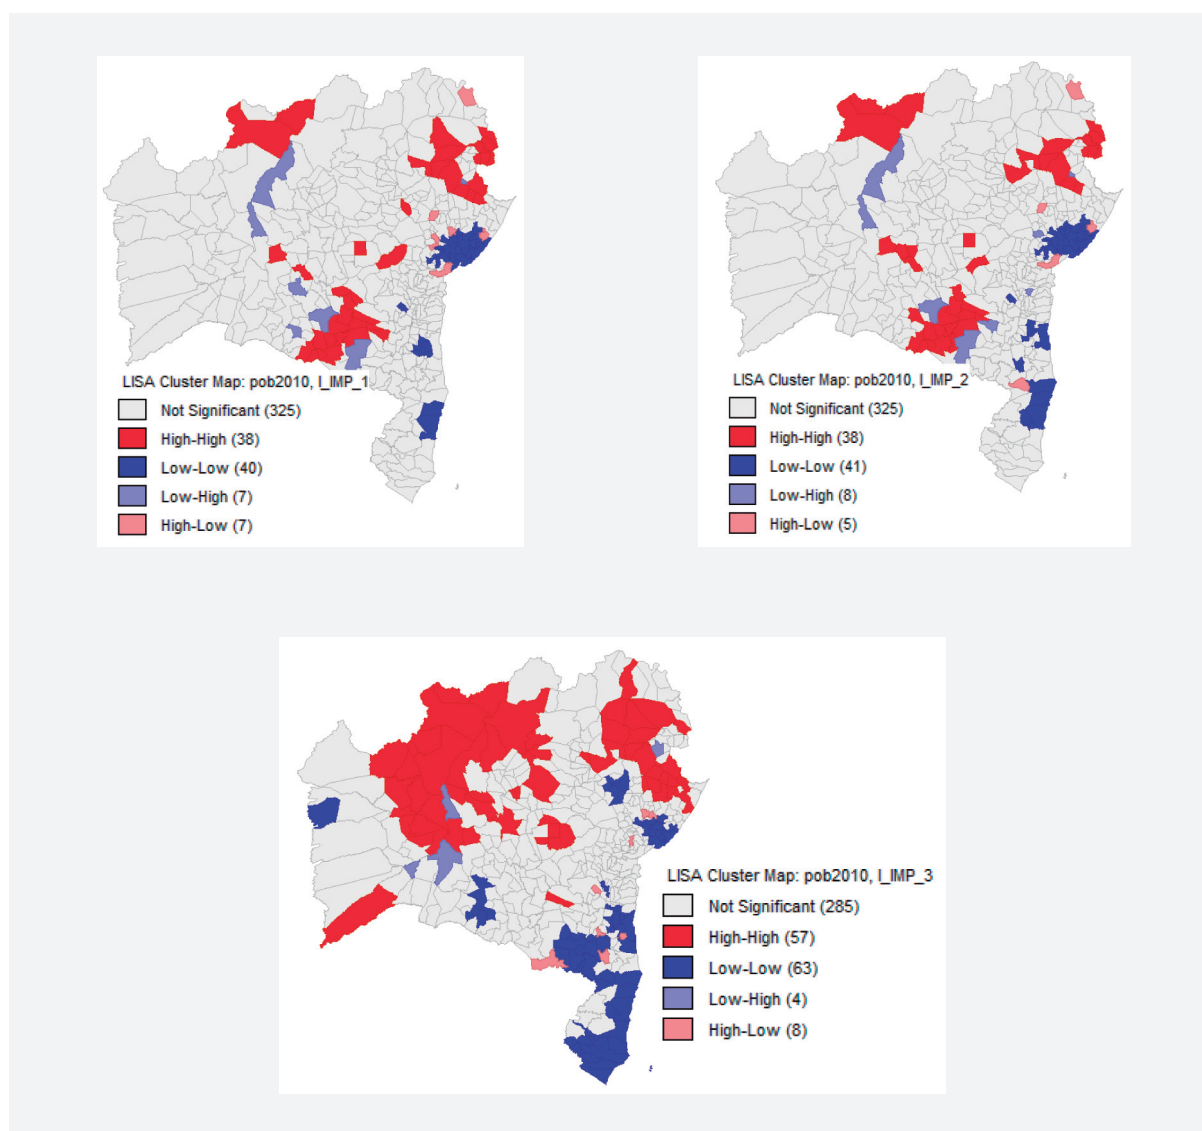 LISA Cluster Map: pob2010, I_IMP_1
Not Significant (325)
High-High (38)
Low-Low (40)
Low-High (7)
High-Low (7)
LISA Cluster Map: pob2010, I_IMP_2
Not Significant (325)
High-High (38)
Low-Low (41)
Low-High (8)
High-Low (5)
LISA Cluster Map: pob2010, I_IMP_3
Not Significant (285)
High-High (57)
Low-Low (63)
Low-High (4)
High-Low (8)